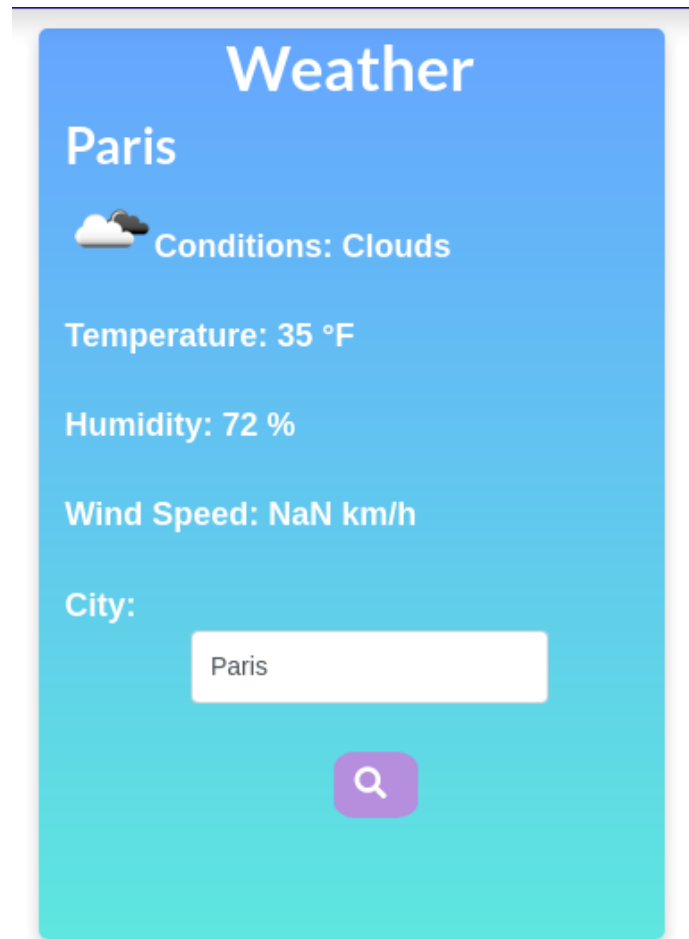 Weather
Paris
Conditions: Clouds
Temperature: 35 °F
Humidity: 72 %
Wind Speed: NaN km/h
City:
Paris